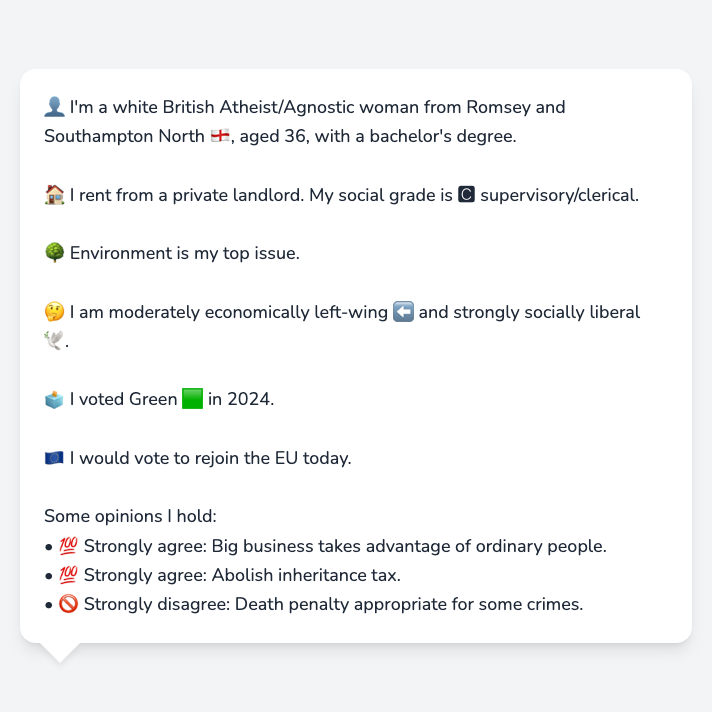 👤 I'm a white British Atheist/Agnostic woman from Romsey and
Southampton North 🏴󠁧󠁢󠁥󠁮󠁧󠁿, aged 36, with a bachelor's degree.
🏠 I rent from a private landlord. My social grade is 🅲 supervisory/clerical.
🌳 Environment is my top issue.
🤔 I am moderately economically left-wing ⬅️ and strongly socially liberal
🕊️.
🗳️ I voted Green 🟩 in 2024.
🇪🇺 I would vote to rejoin the EU today.
Some opinions I hold:
• 💯 Strongly agree: Big business takes advantage of ordinary people.
• 💯 Strongly agree: Abolish inheritance tax.
• 🚫 Strongly disagree: Death penalty appropriate for some crimes.